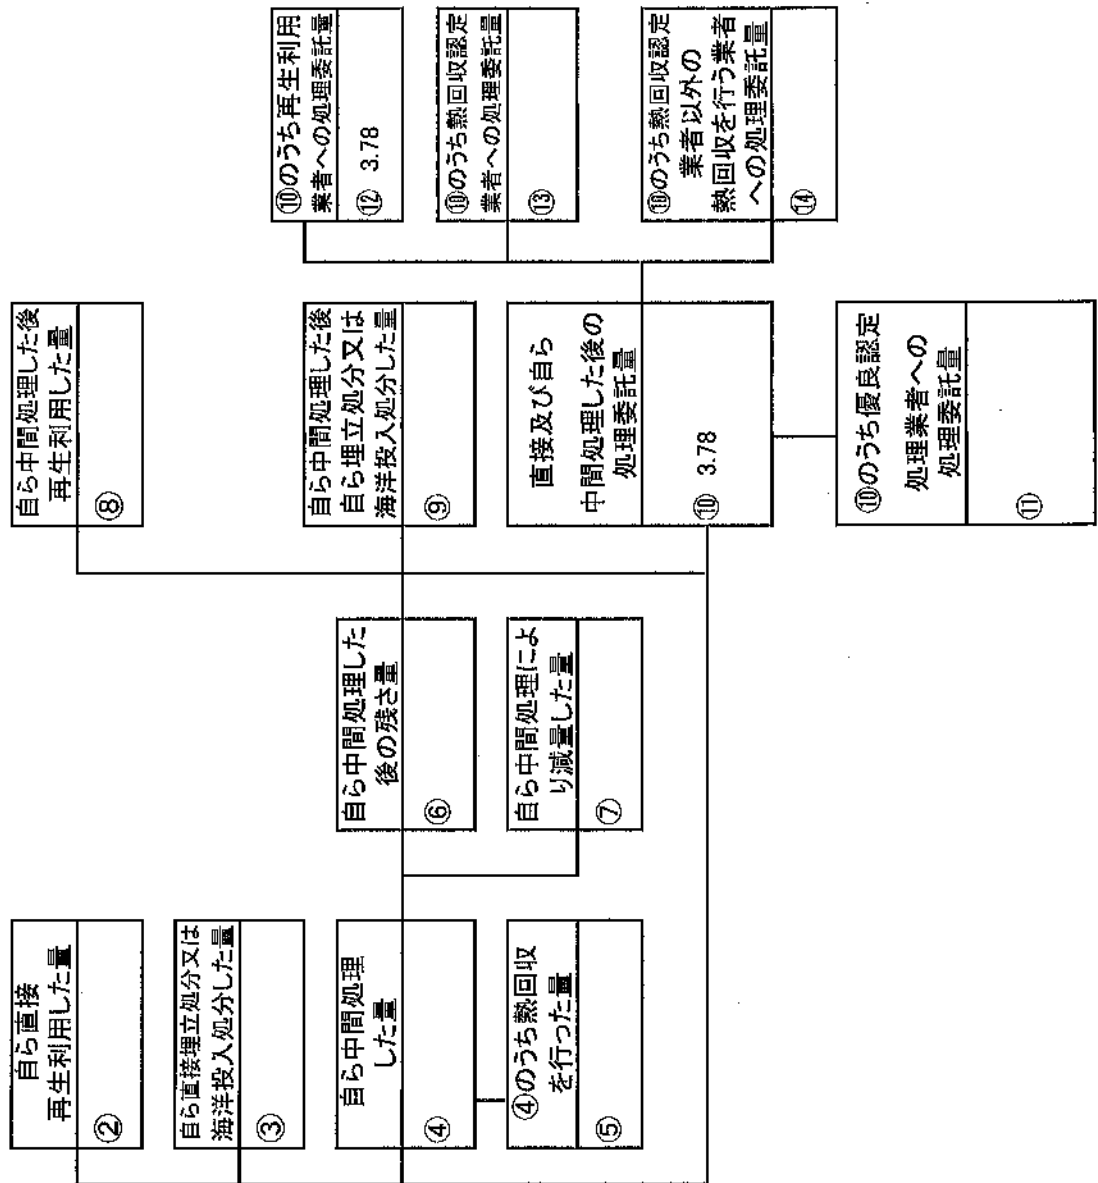 自ら直接
再生利用した量
②
自ら直接埋立処分又は
海洋投入処分した量
③
自ら中間処理
した量
④
④のうち熱回収
を行った量
⑤
自ら中間処理した
後の残さ量
⑥
自ら中間処理によ
り減量した量
⑦
自ら中間処理した後
再生利用した量
⑧
自ら中間処理した後
自ら埋立処分又は
海洋投入処分した量
⑨
直接及び自ら
中間処理した後の
処理委託量
⑩ 3.78
⑩のうち優良認定
処理業者への
処理委託量
⑪
⑩のうち再生利用
業者への処理委託量
⑫ 3.78
⑩のうち熱回収認定
業者への処理委託量
⑬
⑩のうち熱回収認定
業者以外の
熱回収を行う業者
への処理委託量
⑭